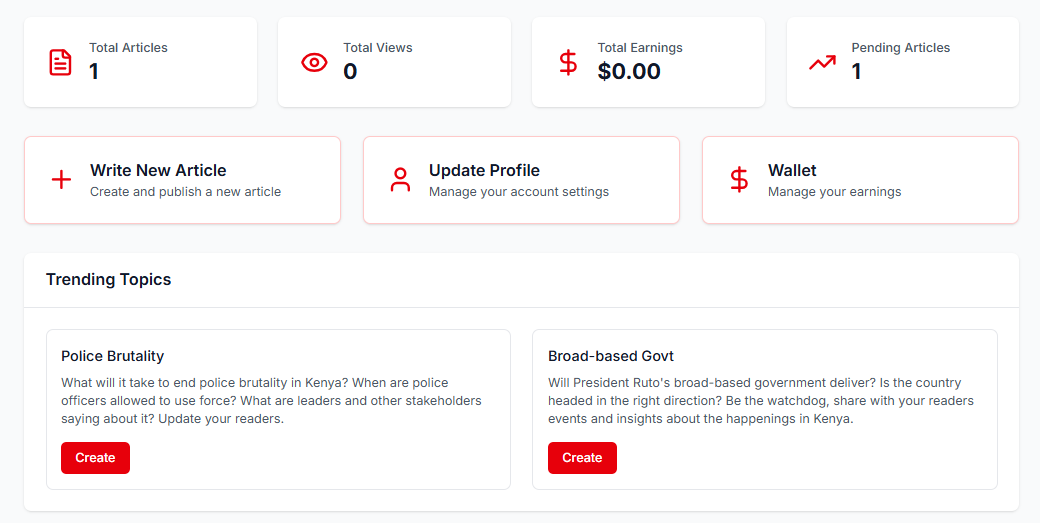 Total Articles
1
Total Views
0
Total Earnings
$0.00
Pending Articles
1
Write New Article
Create and publish a new article
Update Profile
Manage your account settings
Wallet
Manage your earnings
Trending Topics
Police Brutality
What will it take to end police brutality in Kenya? When are police
officers allowed to use force? What are leaders and other stakeholders
saying about it? Update your readers.
Create
Broad-based Govt
Will President Ruto's broad-based government deliver? Is the country
headed in the right direction? Be the watchdog, share with your readers
events and insights about the happenings in Kenya.
Create